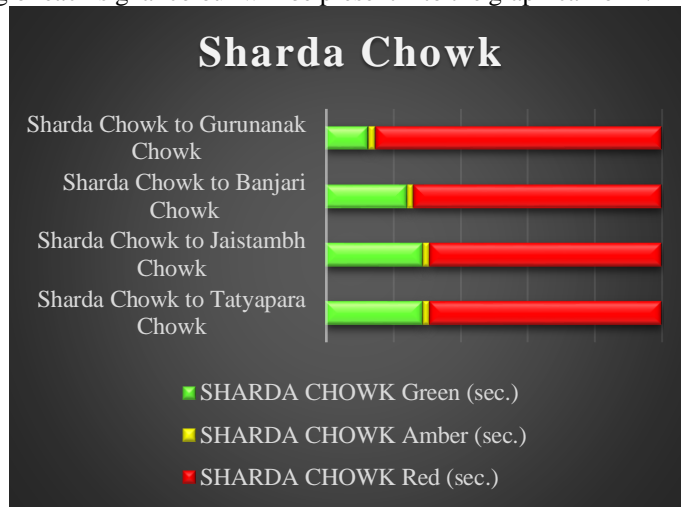 Sharda Chowk
Sharda Chowk to Gurunanak
Chowk
Sharda Chowk to Banjari
Chowk
Sharda Chowk to Jaistambh
Chowk
Sharda Chowk to Tatyapara
Chowk
SHARDA CHOWK Green (sec.)
SHARDA CHOWK Amber (sec.)
SHARDA CHOWK Red (sec.)